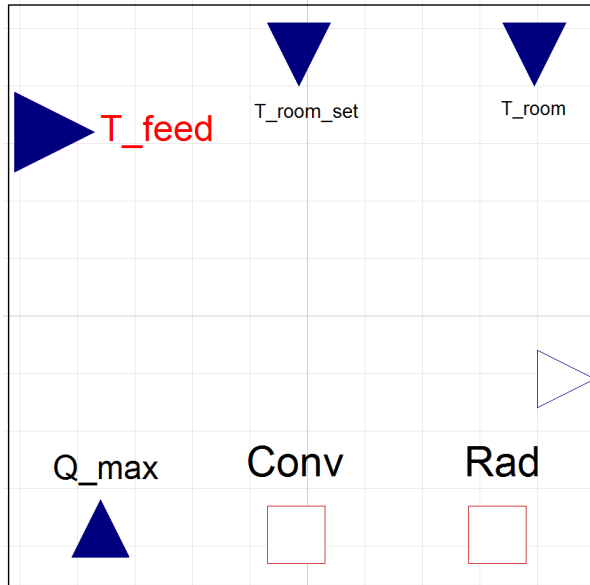 T_room_set
T_room
T_feed
Q_max
Conv
Rad